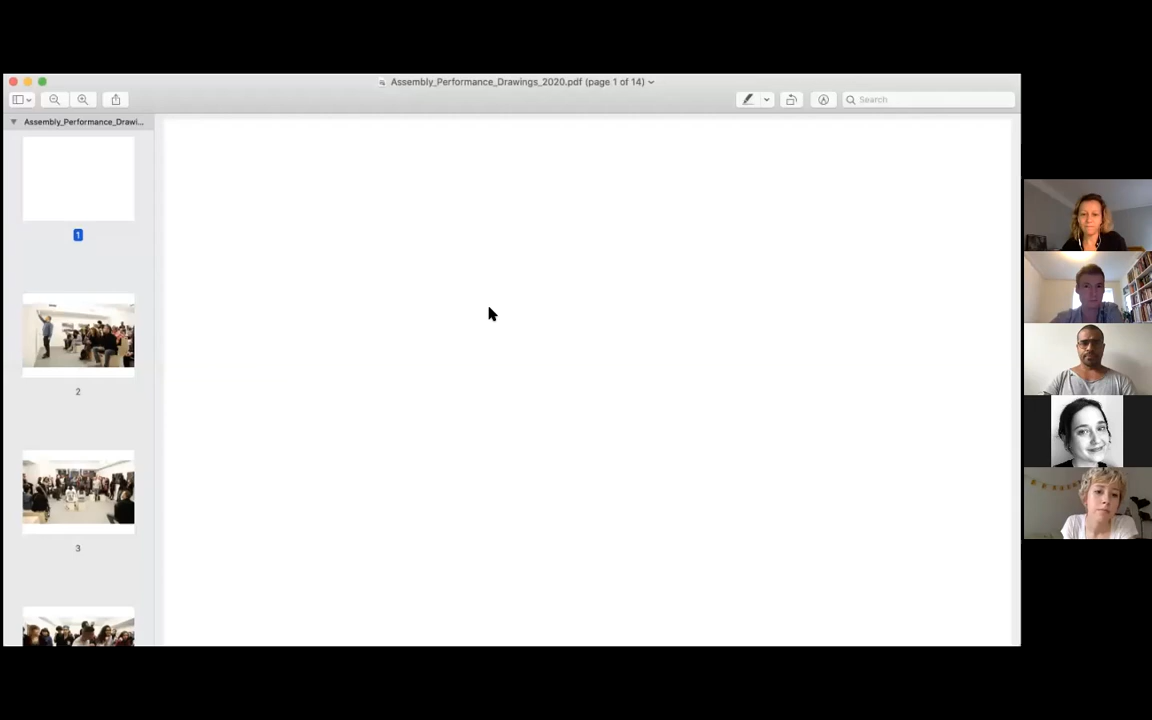 Assembly_Performance_Drawings_2020.pdf (page 1 of 14)
Search
Assembly_Performance_Drawi...
1
2
3